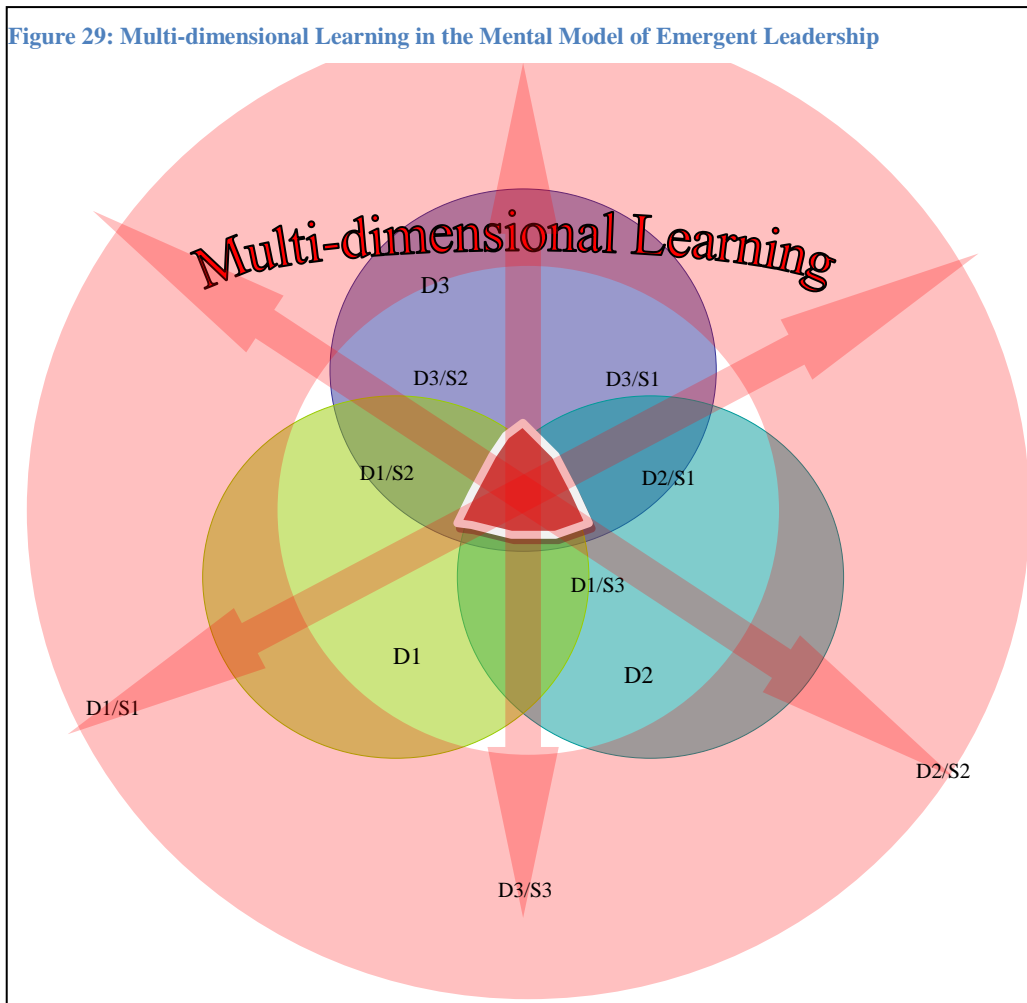 Figure 29: Multi-dimensional Learning in the Mental Model of Emergent Leadership
Multi-dimensional Learning
D3
D3/S2
D3/S1
D1/S2
D2/S1
D1/S3
D1
D2
D1/S1
D2/S2
D3/S3